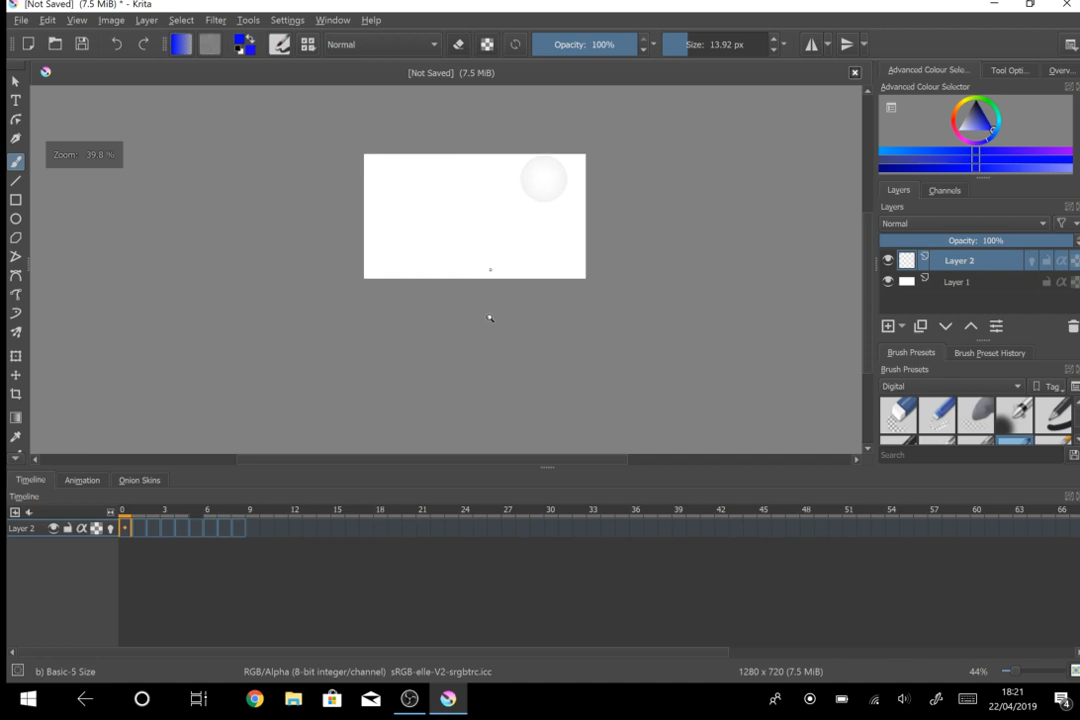 [Not Saved] (7.5 MiB) * - Krita
File Edit View Image Layer Select Filter Tools Settings Window Help
Normal Opacity: 100% Size: 13.92 px
[Not Saved] (7.5 MiB)
Advanced Colour Sele... Tool Opti... Overv...
Advanced Colour Selector
Zoom: 39.8 %
Layers Channels
Layers
Normal
Opacity: 100%
Layer 2
Layer 1
Brush Presets Brush Preset History
Brush Presets
Digital Tag
Search
Timeline Animation Onion Skins
Timeline
0 3 6 9 12 15 18 21 24 27 30 33 36 39 42 45 48 51 54 57 60 63 66
Layer 2
b) Basic-5 Size RGB/Alpha (8-bit integer/channel) sRGB-elle-V2-srgbtrc.icc 1280 x 720 (7.5 MiB) 44%
18:21
22/04/2019
4